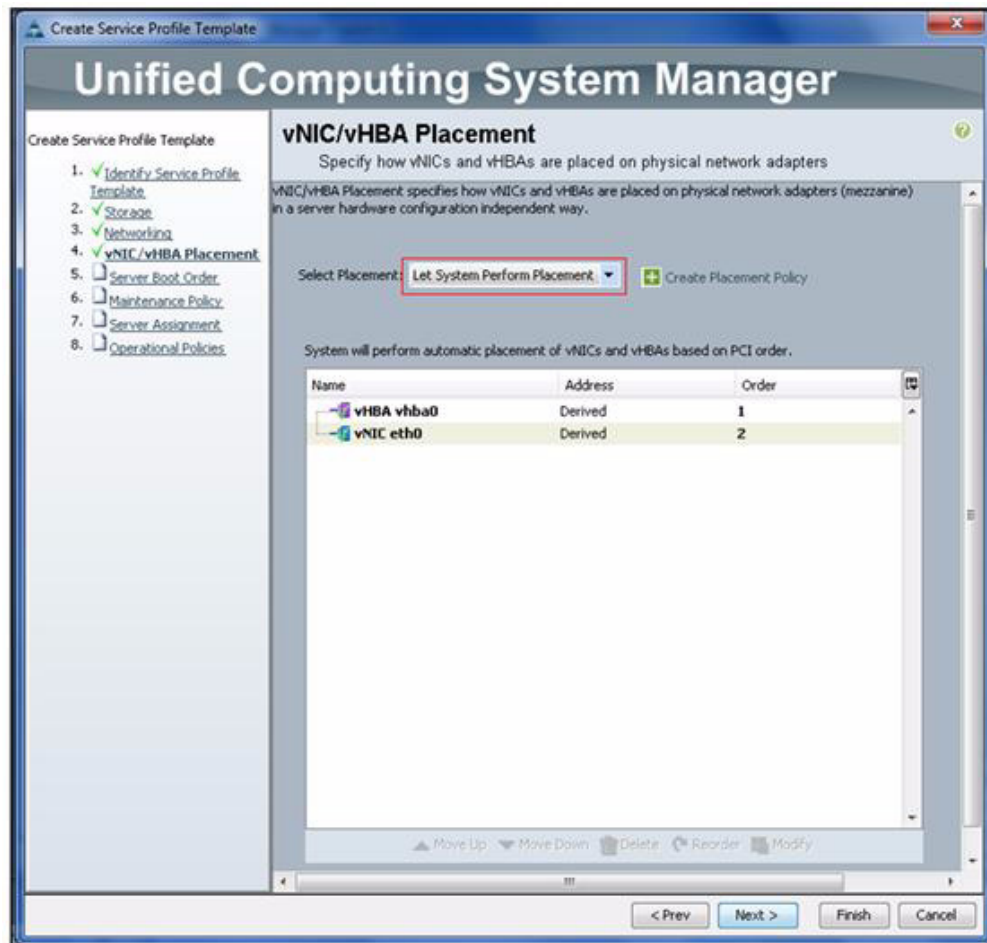 Create Service Profile Template
Unified Computing System Manager
Create Service Profile Template
1. Identify Service Profile
Template
2. Storage
3. Networking
4. vNIC/vHBA Placement
5. Server Boot Order
6. Maintenance Policy
7. Server Assignment
8. Operational Policies
vNIC/vHBA Placement
Specify how vNICs and vHBAs are placed on physical network adapters
vNIC/vHBA Placement specifies how vNICs and vHBAs are placed on physical network adapters (mezzanine)
in a server hardware configuration independent way.
Select Placement: Let System Perform Placement Create Placement Policy
System will perform automatic placement of vNICs and vHBAs based on PCI order.
Name Address Order
vHBA vhba0 Derived 1
vNIC eth0 Derived 2
Move Up Move Down Delete Reorder Modify
< Prev Next > Finish Cancel